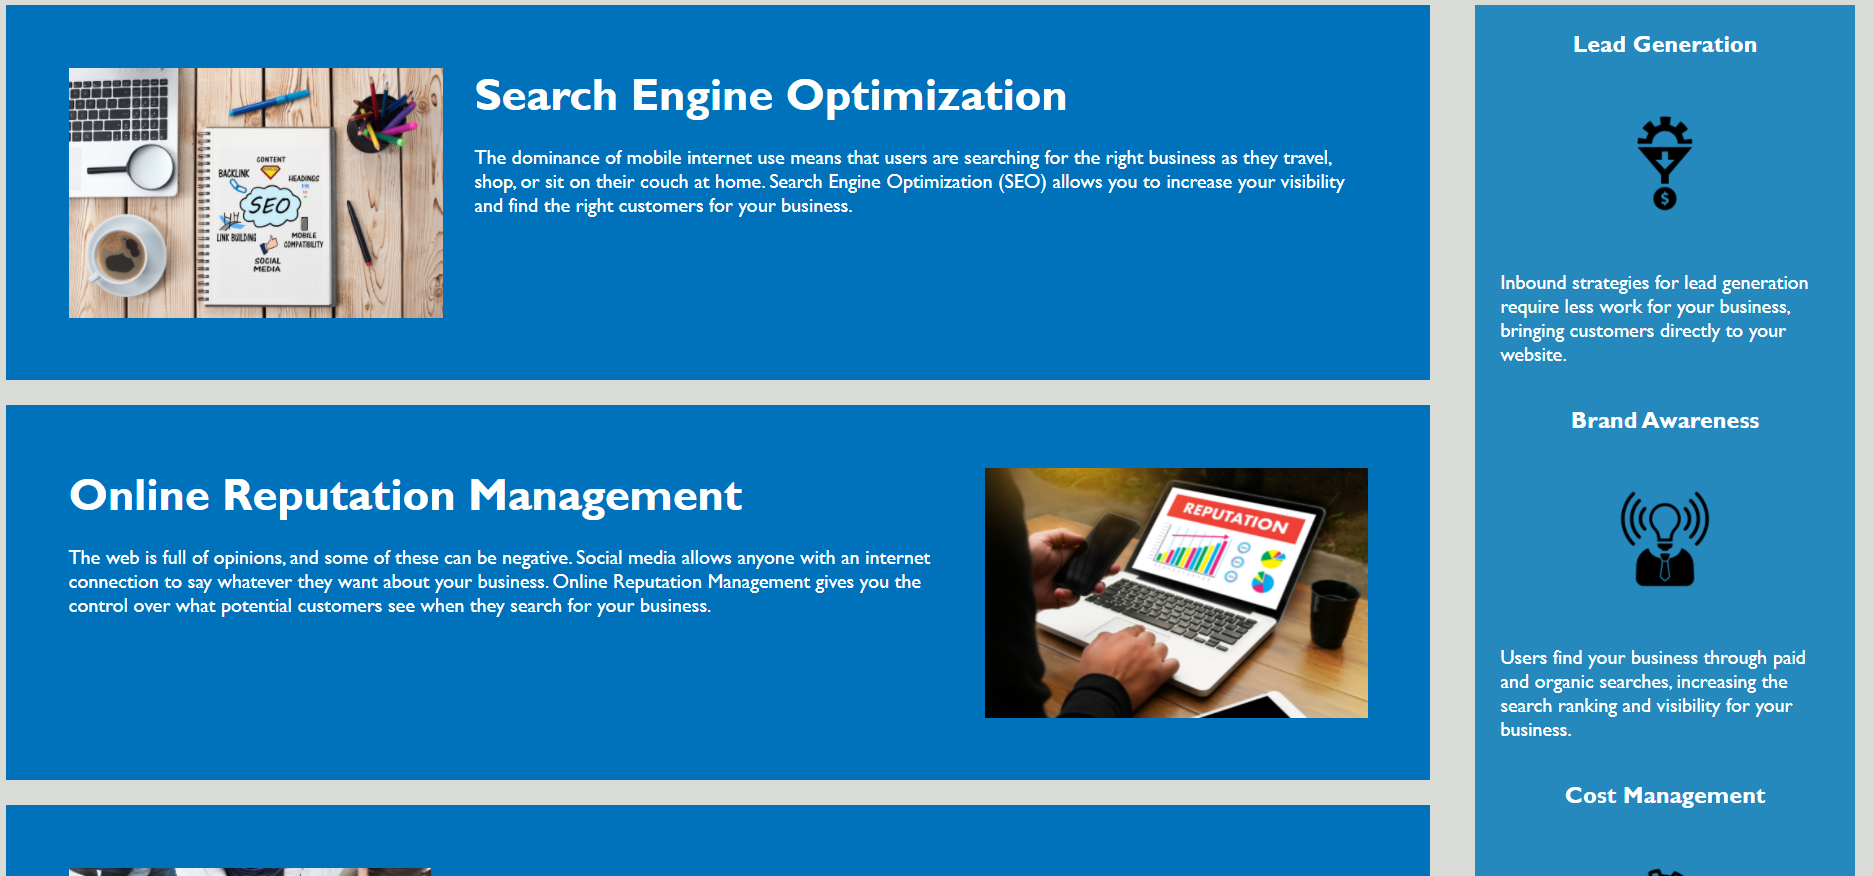 Search Engine Optimization
The dominance of mobile internet use means that users are searching for the right business as they travel,
shop, or sit on their couch at home. Search Engine Optimization (SEO) allows you to increase your visibility
and find the right customers for your business.
CONTENT
BACKLINK
HEADINGS
SEO
LINK BUILDING
MOBILE
COMPATIBILITY
SOCIAL
MEDIA
Online Reputation Management
The web is full of opinions, and some of these can be negative. Social media allows anyone with an internet
connection to say whatever they want about your business. Online Reputation Management gives you the
control over what potential customers see when they search for your business.
REPUTATION
Lead Generation
$
Inbound strategies for lead generation
require less work for your business,
bringing customers directly to your
website.
Brand Awareness
Users find your business through paid
and organic searches, increasing the
search ranking and visibility for your
business.
Cost Management